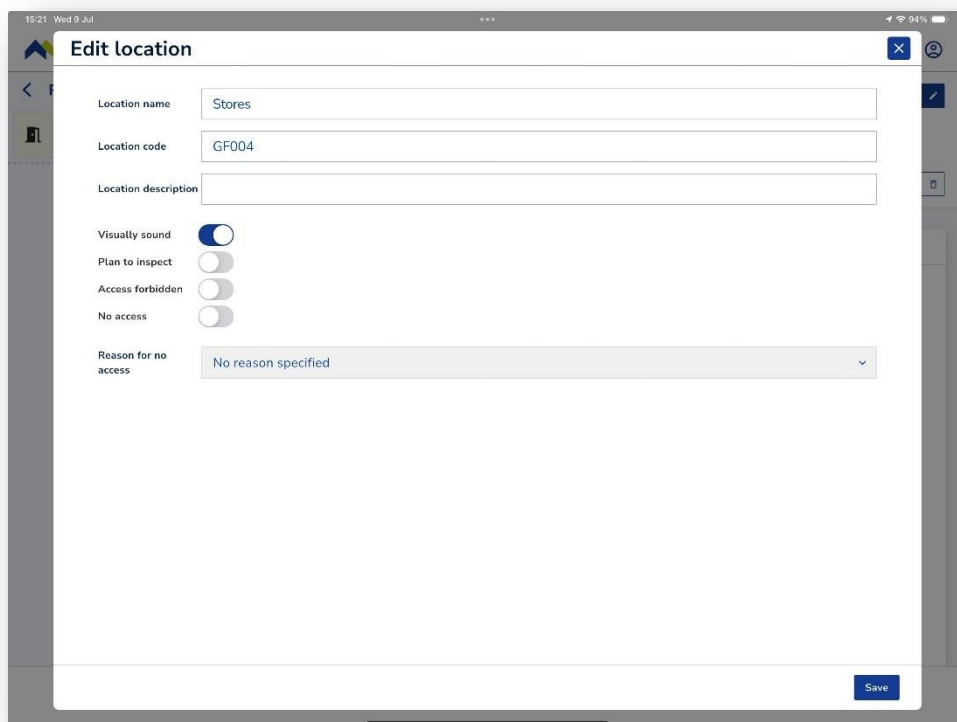 15:21 Wed 9 Jul
94%
Edit location
Location name
Stores
Location code
GF004
Location description
Visually sound
Plan to inspect
Access forbidden
No access
Reason for no
access
No reason specified
Save